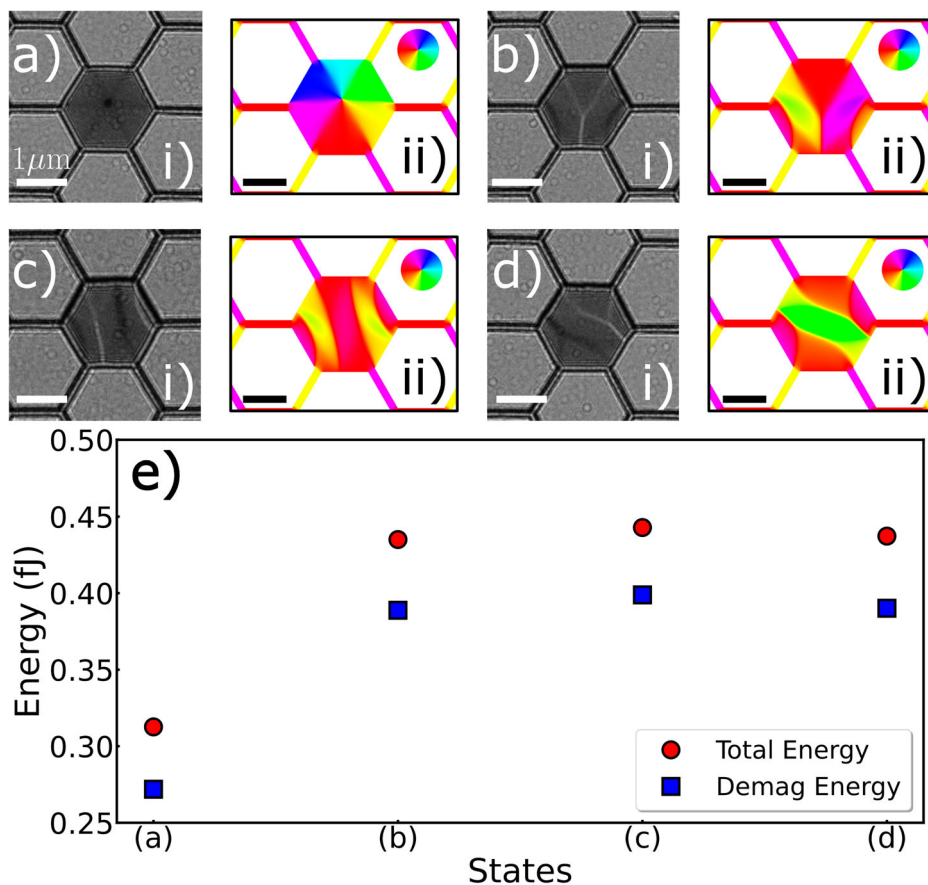 a)
i)
1μm
ii)
b)
i)
ii)
c)
i)
ii)
d)
i)
ii)
e)
Energy (fJ)
0.50
0.45
0.40
0.35
0.30
0.25
Total Energy
Demag Energy
(a) (b) (c) (d)
States